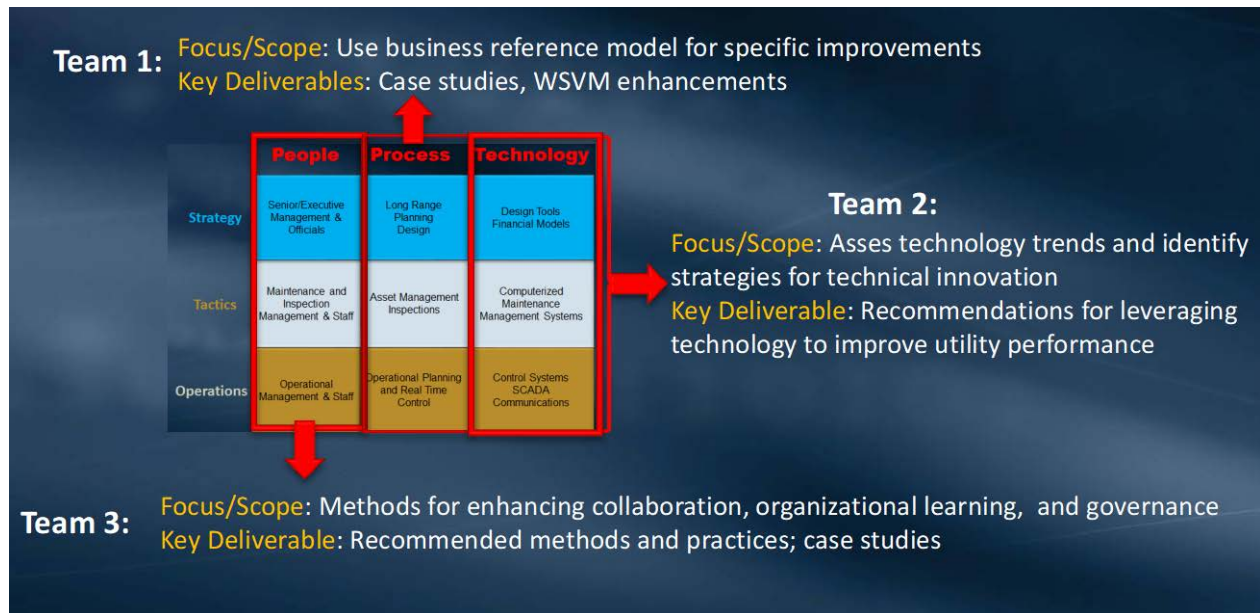 Team 1:
Focus/Scope: Use business reference model for specific improvements
Key Deliverables: Case studies, WSVM enhancements
People
Process
Technology
Strategy
Senior/Executive
Management &
Officials
Long Range
Planning
Design
Design Tools
Financial Models
Tactics
Maintenance and
Inspection
Management & Staff
Asset Management
Inspections
Computerized
Maintenance
Management Systems
Operations
Operational
Management & Staff
Operational Planning
and Real Time
Control
Control Systems
SCADA
Communications
Team 2:
Focus/Scope: Asses technology trends and identify
strategies for technical innovation
Key Deliverable: Recommendations for leveraging
technology to improve utility performance
Team 3:
Focus/Scope: Methods for enhancing collaboration, organizational learning, and governance
Key Deliverable: Recommended methods and practices; case studies